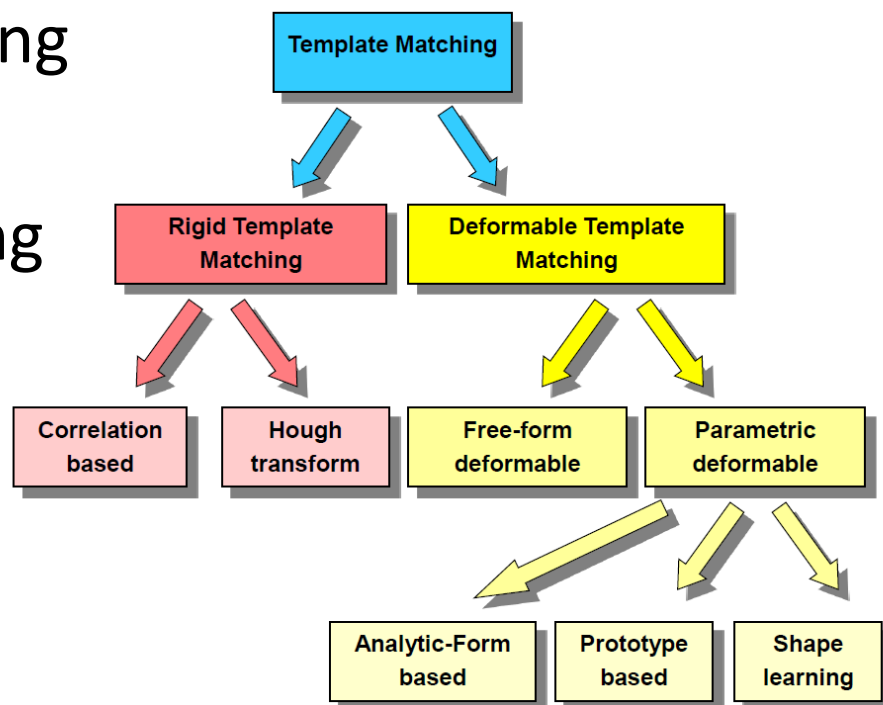 ng
Template Matching
ng
Rigid Template
Matching
Deformable Template
Matching
Correlation
based
Hough
transform
Free-form
deformable
Parametric
deformable
Analytic-Form
based
Prototype
based
Shape
learning